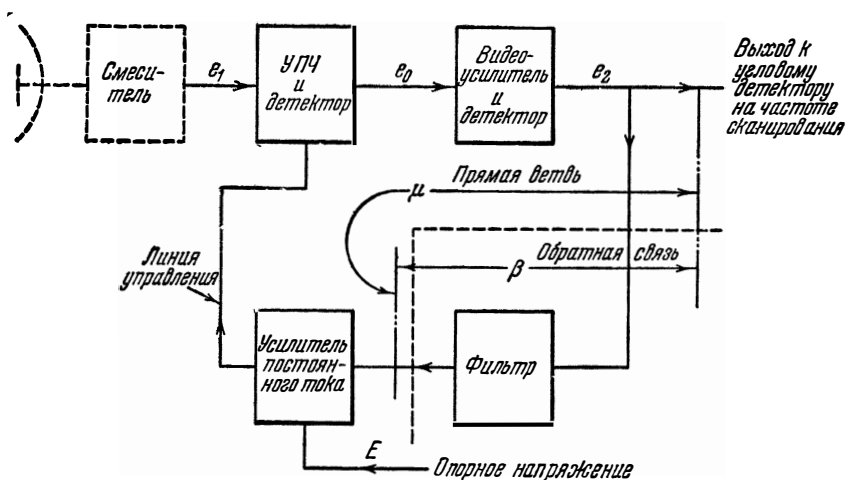 Смеси-
тель
e1
УПЧ
и
детектор
e0
Видео-
усилитель
и
детектор
e2
Выход к
угловому
детектору
на частоте
сканирования
μ
Прямая ветвь
β
Обратная связь
Линия
управления
Усилитель
постоян-
ного тока
Фильтр
E
Опорное напряжение